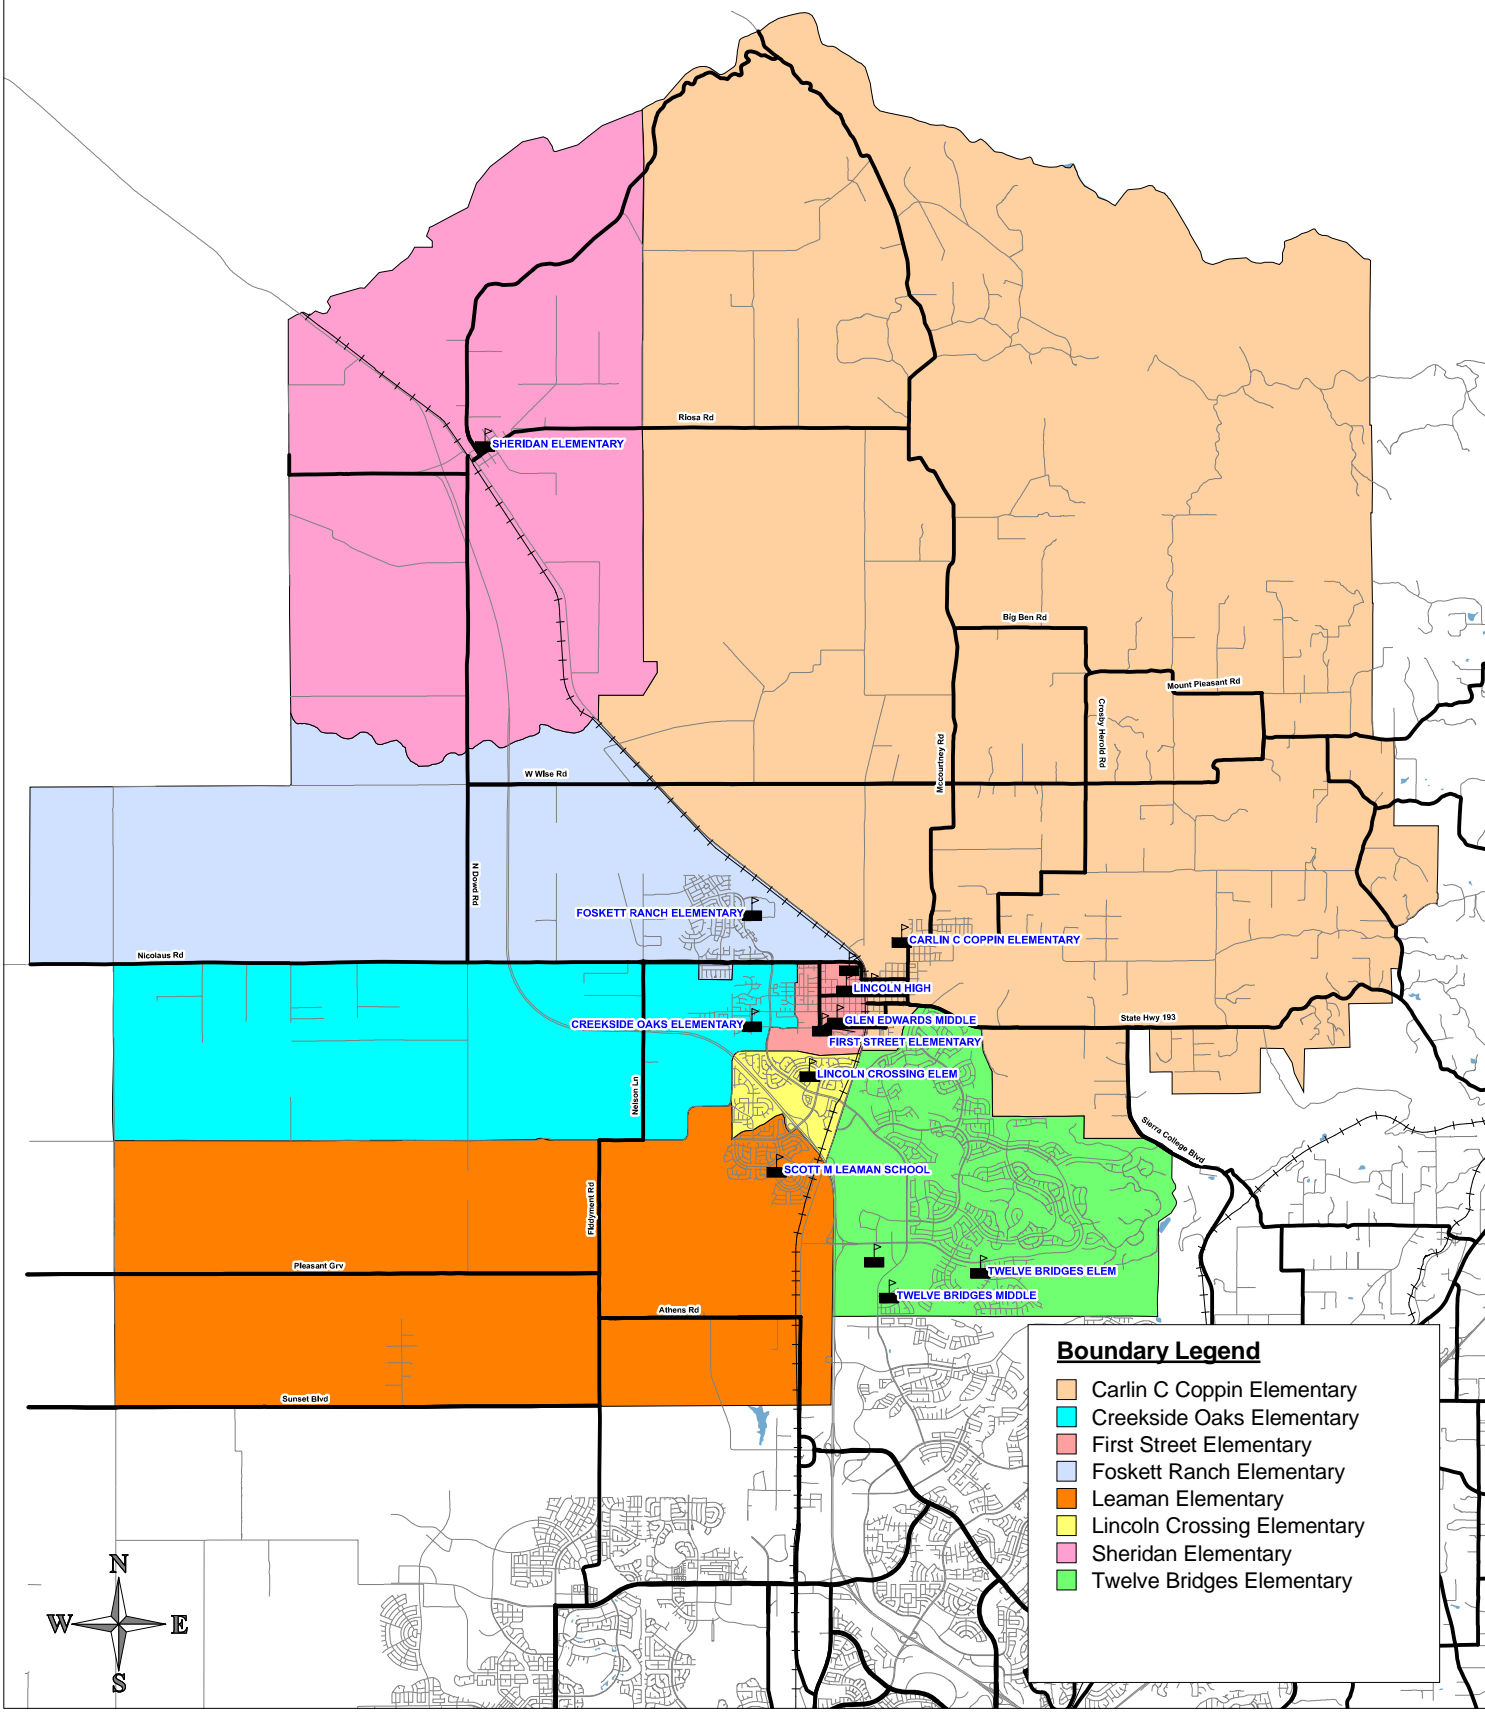 Riosa Rd
SHERIDAN ELEMENTARY
Big Ben Rd
Mount Pleasant Rd
Crosby Herold Rd
Mccourtney Rd
W Wise Rd
N Dowd Rd
FOSKETT RANCH ELEMENTARY
CARLIN C COPPIN ELEMENTARY
Nicolaus Rd
LINCOLN HIGH
State Hwy 193
GLEN EDWARDS MIDDLE
CREEKSIDE OAKS ELEMENTARY
FIRST STREET ELEMENTARY
LINCOLN CROSSING ELEM
Nelson Ln
Sierra College Blvd
SCOTT M LEAMAN SCHOOL
Fiddyment Rd
Pleasant Grv
TWELVE BRIDGES ELEM
TWELVE BRIDGES MIDDLE
Athens Rd
Sunset Blvd
Boundary Legend
Carlin C Coppin Elementary
Creekside Oaks Elementary
First Street Elementary
Foskett Ranch Elementary
Leaman Elementary
Lincoln Crossing Elementary
Sheridan Elementary
Twelve Bridges Elementary
N
W E
S